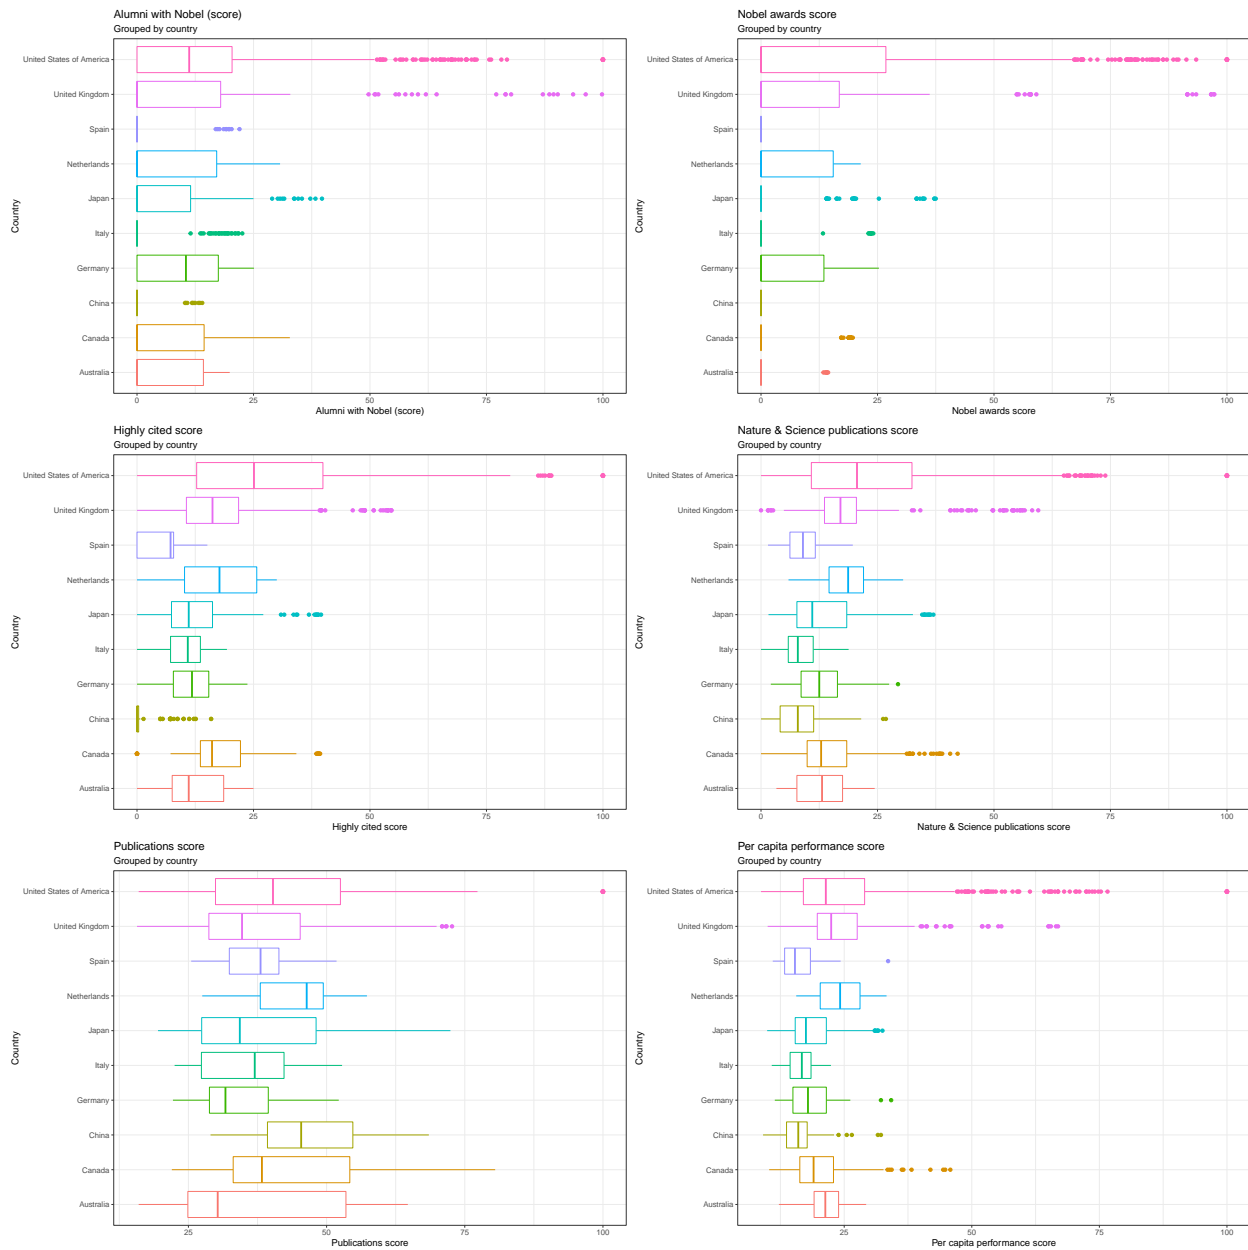 Alumni with Nobel (score)
Grouped by country
Country
United States of America
United Kingdom
Spain
Netherlands
Japan
Italy
Germany
China
Canada
Australia
0 25 50 75 100
Alumni with Nobel (score)
Nobel awards score
Grouped by country
Country
United States of America
United Kingdom
Spain
Netherlands
Japan
Italy
Germany
China
Canada
Australia
0 25 50 75 100
Nobel awards score
Highly cited score
Grouped by country
Country
United States of America
United Kingdom
Spain
Netherlands
Japan
Italy
Germany
China
Canada
Australia
0 25 50 75 100
Highly cited score
Nature & Science publications score
Grouped by country
Country
United States of America
United Kingdom
Spain
Netherlands
Japan
Italy
Germany
China
Canada
Australia
0 25 50 75 100
Nature & Science publications score
Publications score
Grouped by country
Country
United States of America
United Kingdom
Spain
Netherlands
Japan
Italy
Germany
China
Canada
Australia
25 50 75 100
Publications score
Per capita performance score
Grouped by country
Country
United States of America
United Kingdom
Spain
Netherlands
Japan
Italy
Germany
China
Canada
Australia
25 50 75 100
Per capita performance score